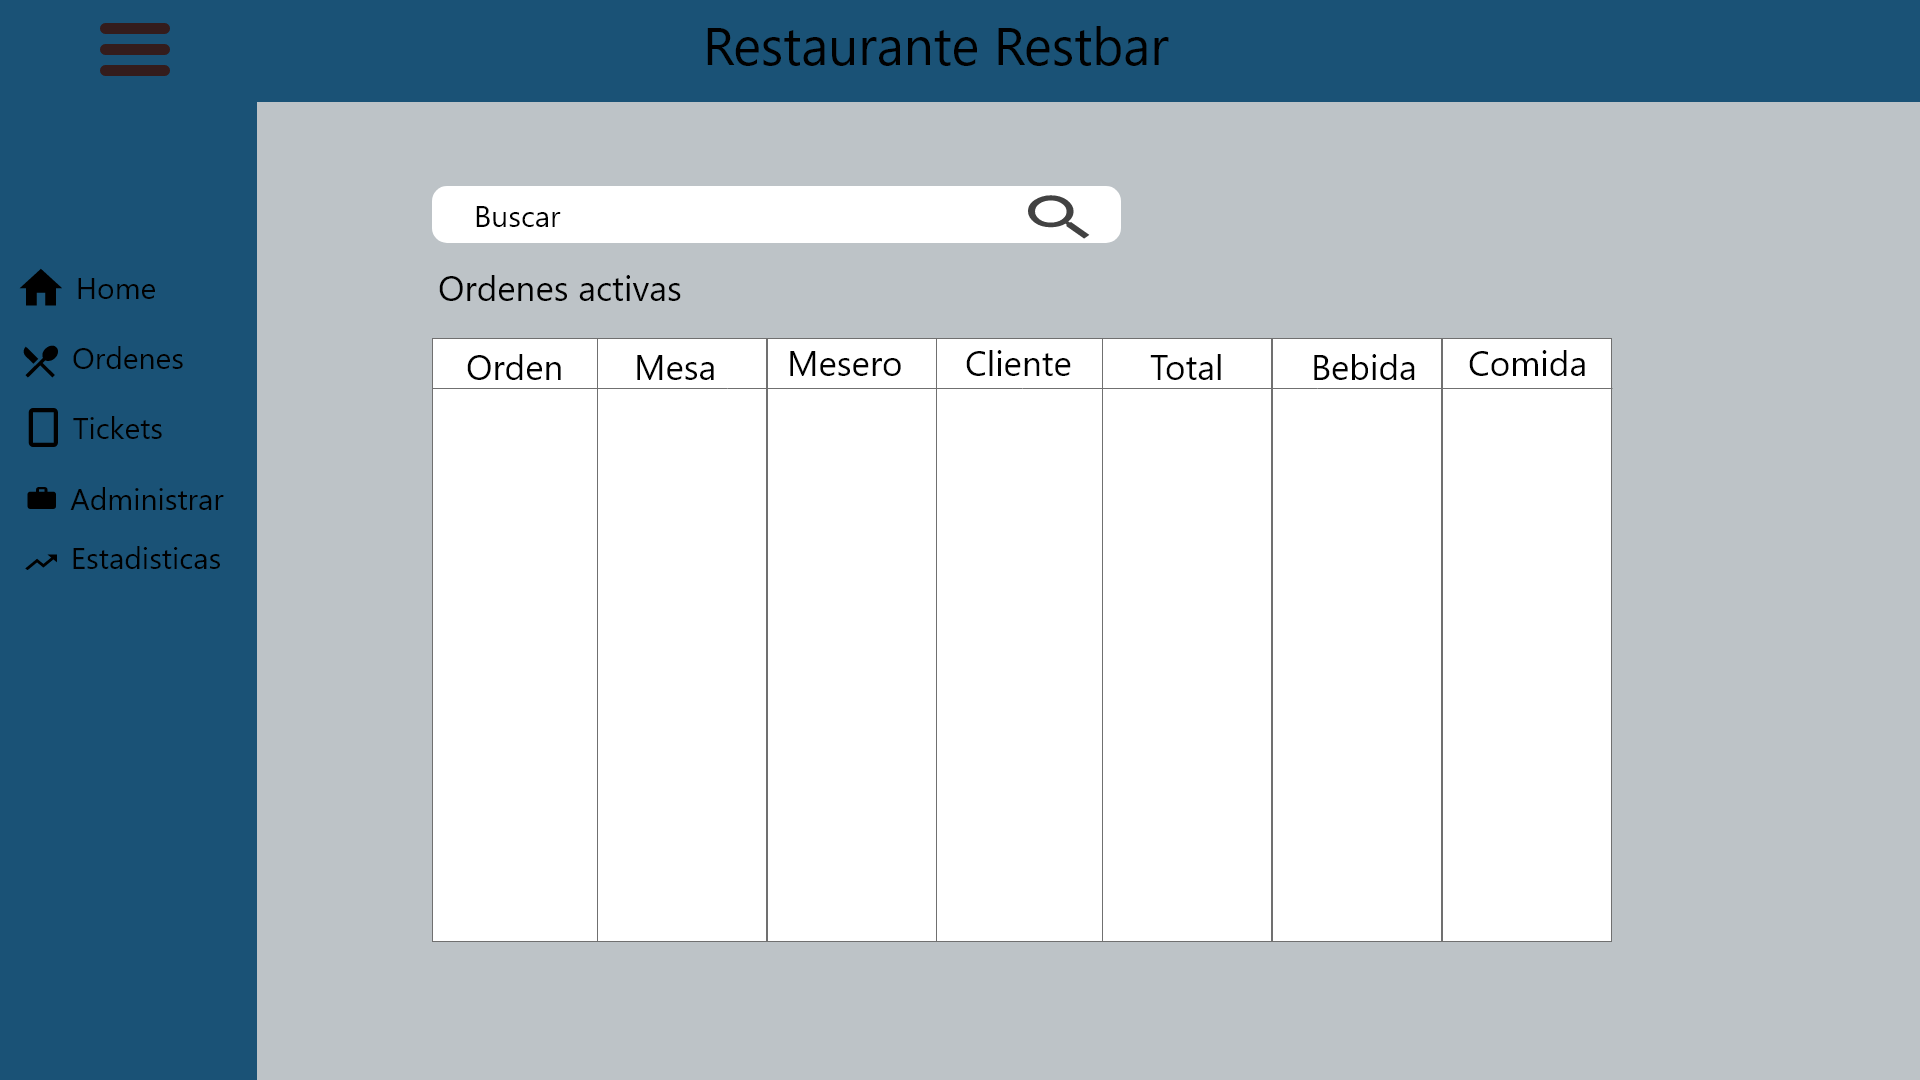 Restaurante Restbar
Buscar
Home
Ordenes activas
Ordenes
Orden Mesa Mesero Cliente Total Bebida Comida
Tickets
Administrar
Estadisticas